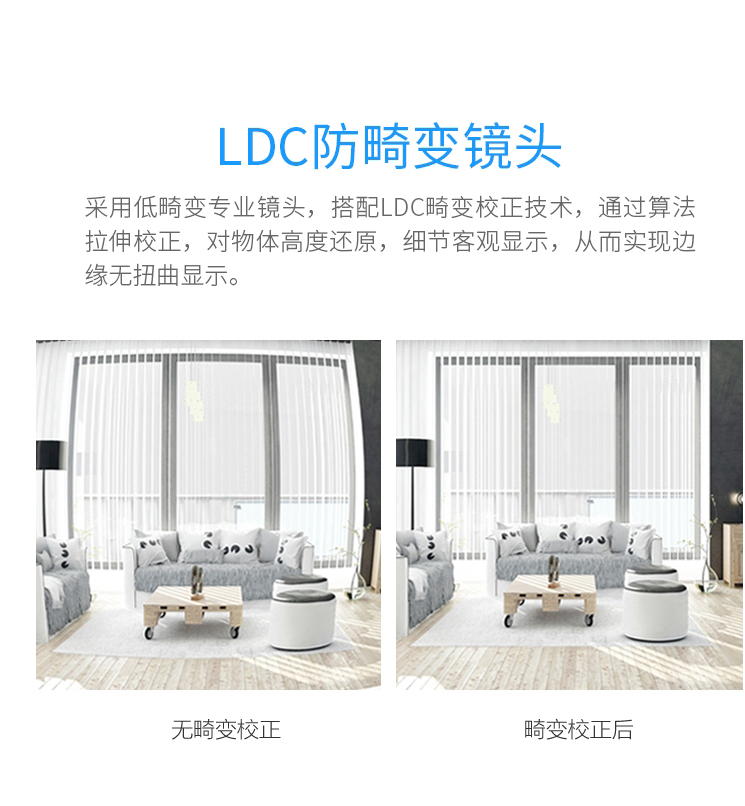 LDC防畸变镜头
采用低畸变专业镜头，搭配LDC畸变校正技术，通过算法
拉伸校正，对物体高度还原，细节客观显示，从而实现边
缘无扭曲显示。
无畸变校正
畸变校正后